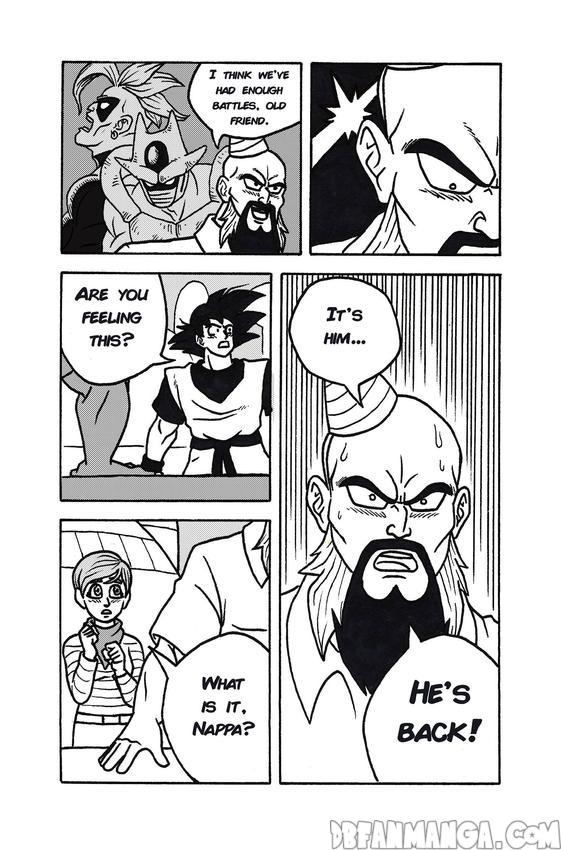 I THINK WE'VE
HAD ENOUGH
BATTLES, OLD
FRIEND.
ARE YOU
FEELING
THIS?
IT'S
HIM...
WHAT
IS IT,
NAPPA?
HE'S
BACK!
DBFANMANGA.COM